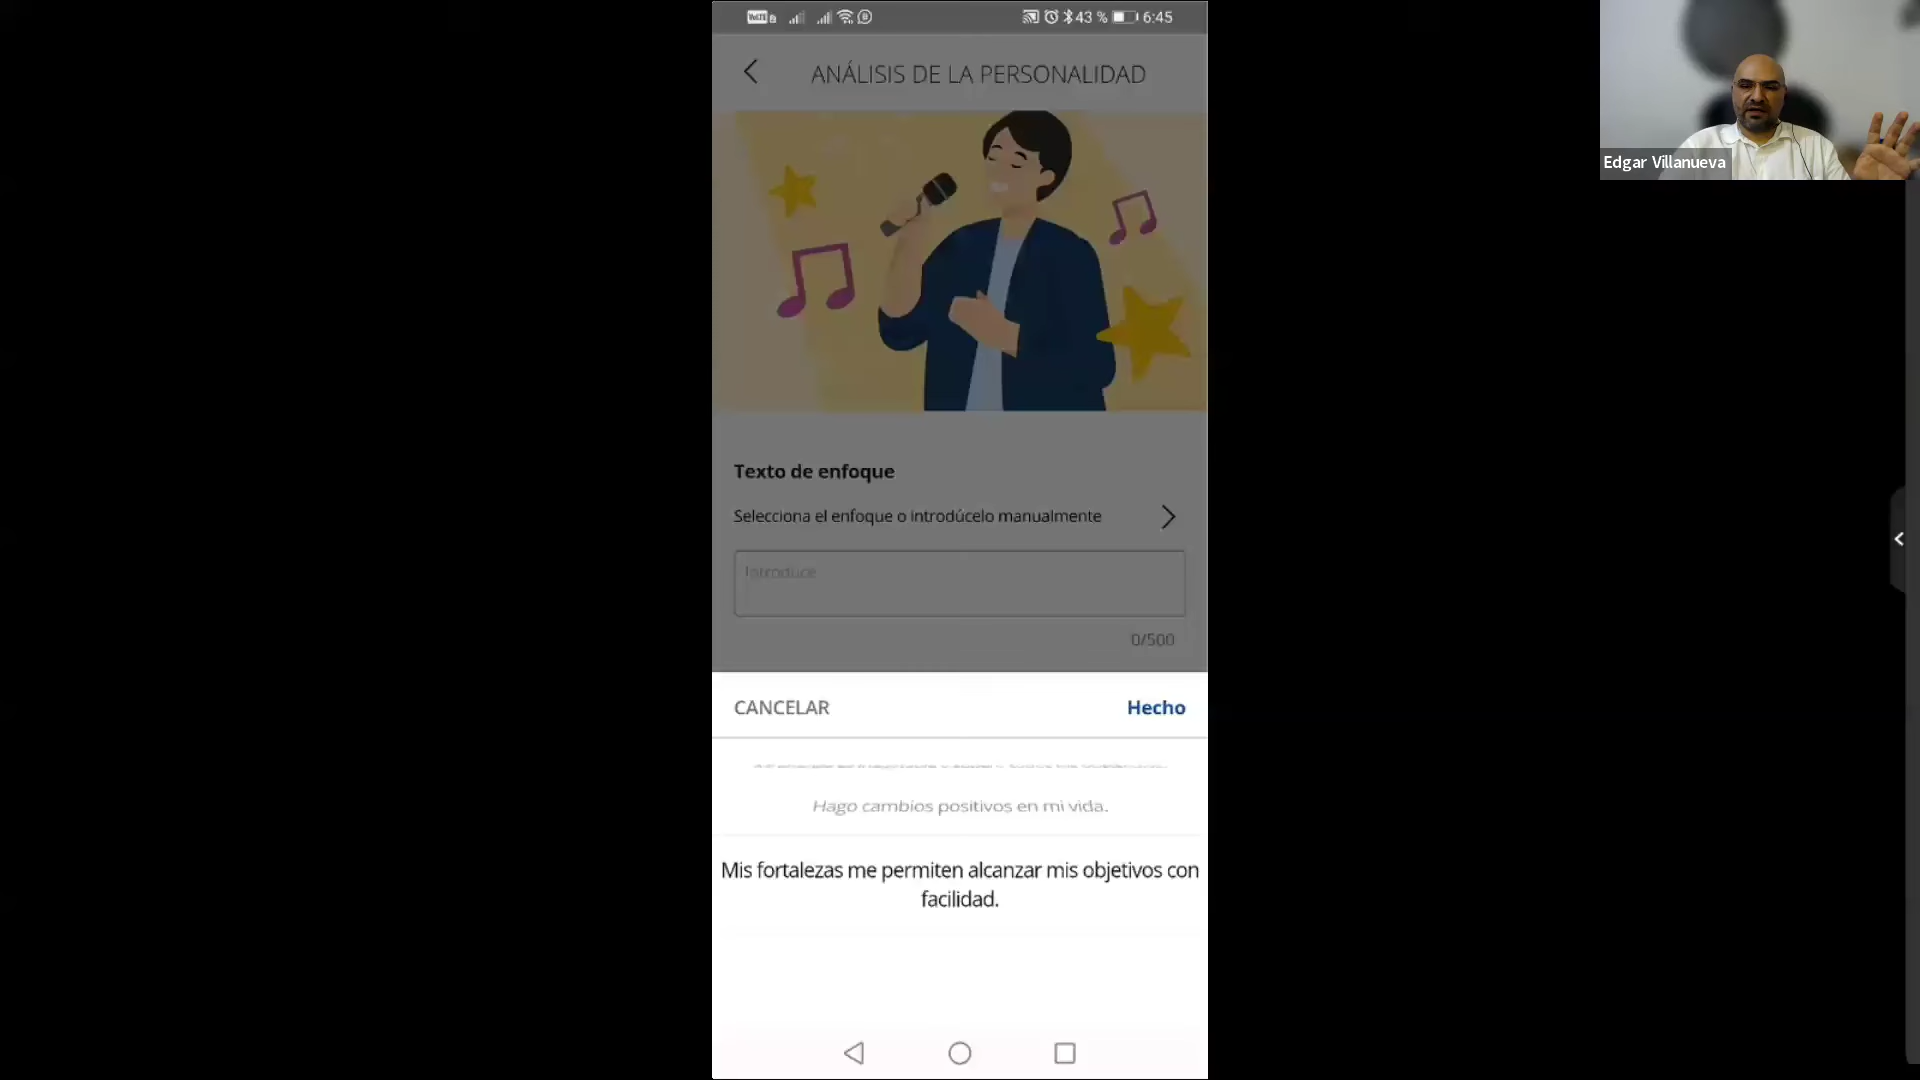 43 % 6:45
ANÁLISIS DE LA PERSONALIDAD
Edgar Villanueva
Texto de enfoque
Selecciona el enfoque o introdúcelo manualmente
Introduce
0/500
CANCELAR Hecho
Hago cambios positivos en mi vida.
Mis fortalezas me permiten alcanzar mis objetivos con
facilidad.